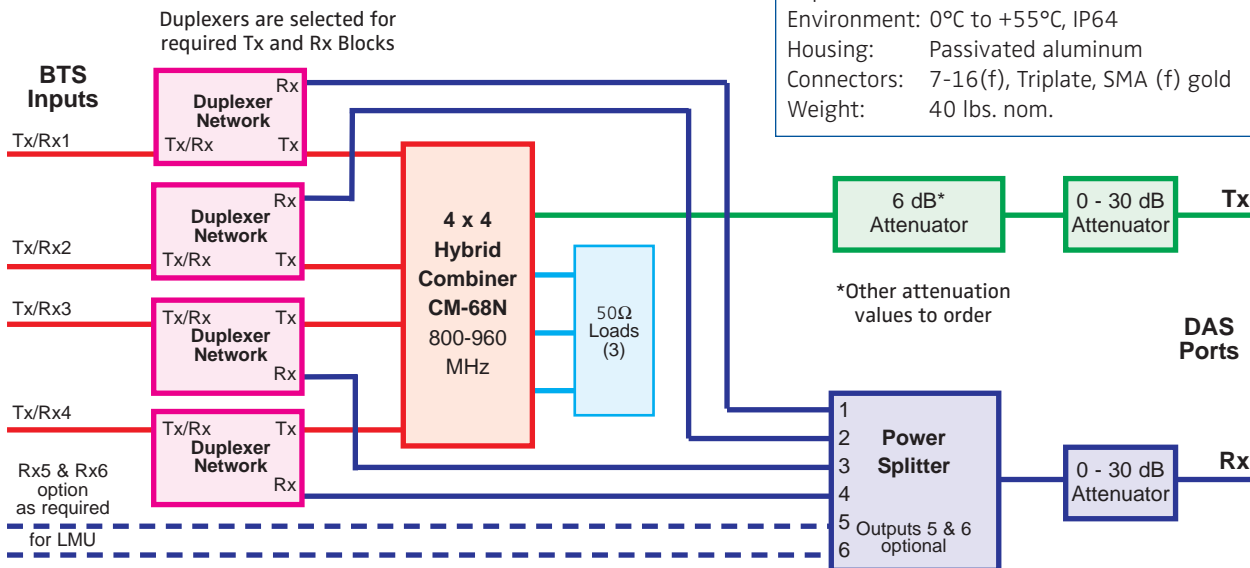 Duplexers are selected for
required Tx and Rx Blocks
Environment: 0°C to +55°C, IP64
Housing: Passivated aluminum
Connectors: 7-16(f), Triplate, SMA (f) gold
Weight: 40 lbs. nom.
BTS
Inputs
Tx/Rx1
Rx
Duplexer
Network
Tx/Rx Tx
Tx/Rx2
Rx
Duplexer
Network
Tx/Rx Tx
Tx/Rx3
Tx/Rx Tx
Duplexer
Network
Rx
Tx/Rx4
Tx/Rx Tx
Duplexer
Network
Rx
Rx5 & Rx6
option
as required
for LMU
4 x 4
Hybrid
Combiner
CM-68N
800-960
MHz
50Ω
Loads
(3)
6 dB*
Attenuator
0 - 30 dB
Attenuator
Tx
*Other attenuation
values to order
DAS
Ports
1
2
3
4
5
6
Power
Splitter
Outputs 5 & 6
optional
0 - 30 dB
Attenuator
Rx